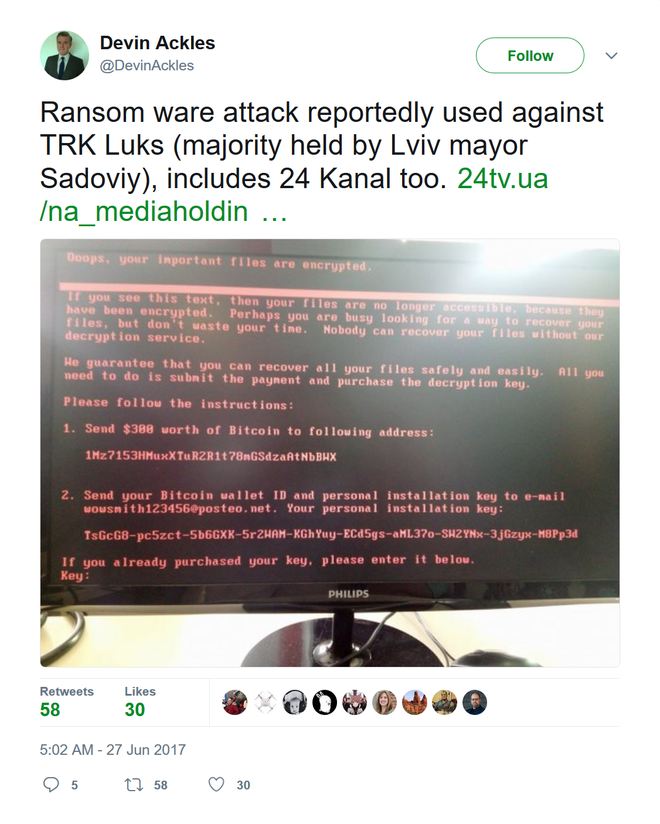 Devin Ackles
@DevinAckles
Follow
Ransom ware attack reportedly used against
TRK Luks (majority held by Lviv mayor
Sadoviy), includes 24 Kanal too. 24tv.ua
/na_mediaholdin …
Ooops, your important files are encrypted.
If you see this text, then your files are no longer accessible, because they
have been encrypted. Perhaps you are busy looking for a way to recover your
files, but don't waste your time. Nobody can recover your files without our
decryption service.
We guarantee that you can recover all your files safely and easily. All you
need to do is submit the payment and purchase the decryption key.
Please follow the instructions:
1. Send $300 worth of Bitcoin to following address:
1Mz7153HMuxXTuR2R1t78mGSdzaAtNbBWX
2. Send your Bitcoin wallet ID and personal installation key to e-mail
wowsmith123456@posteo.net. Your personal installation key:
TsGcG8-pc5zct-5b6GXK-5r2WAM-KGhYuy-ECd5gs-aML37o-SW2YNx-3jGzyx-M8Pp3d
If you already purchased your key, please enter it below.
Key:
PHILIPS
Retweets Likes
58 30
5:02 AM - 27 Jun 2017
5 58 30